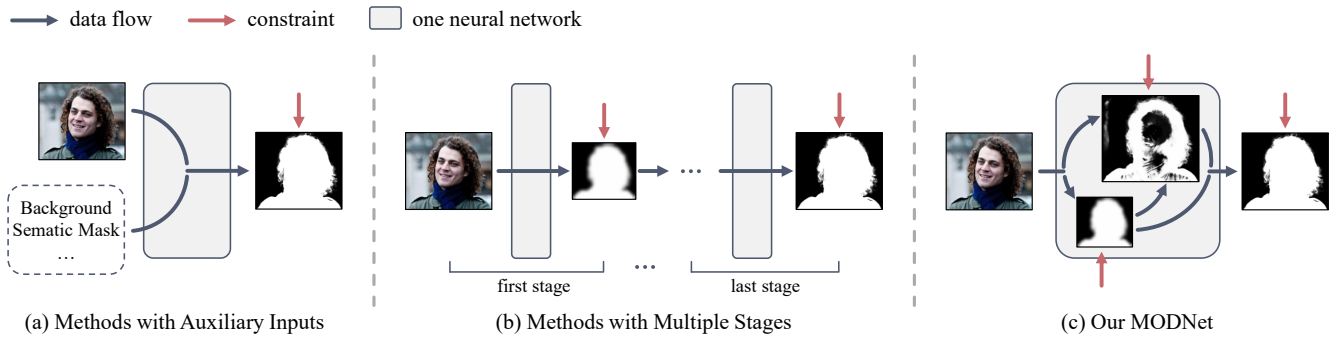 data flow
constraint
one neural network
Background
Sematic Mask
...
...
...
first stage
last stage
(a) Methods with Auxiliary Inputs
(b) Methods with Multiple Stages
(c) Our MODNet